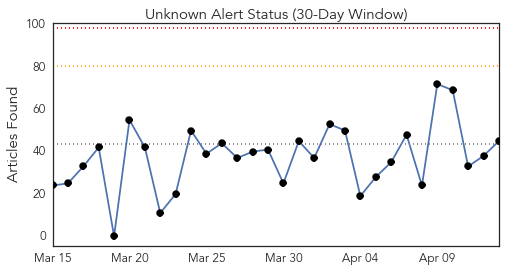 Unknown Alert Status (30-Day Window)
Articles Found
100
80
60
40
20
0
Mar 15 Mar 20 Mar 25 Mar 30 Apr 04 Apr 09